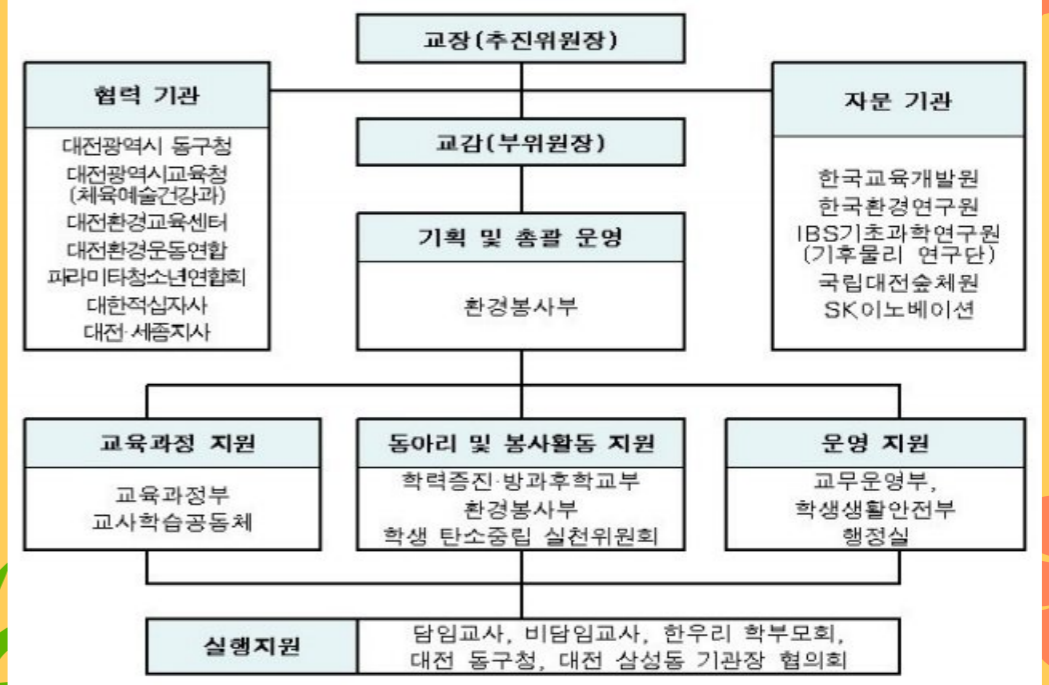 교장(추진위원장)
협력 기관
대전광역시 동구청
대전광역시교육청
(체육예술건강과)
대전환경교육센터
대전환경운동연합
파라미타청소년연합회
대한적십자사
대전·세종지사
교감(부위원장)
기획 및 총괄 운영
환경봉사부
자문 기관
한국교육개발원
한국환경연구원
IBS기초과학연구원
(기후물리 연구단)
국립대전숲체원
SK이노베이션
교육과정 지원
교육과정부
교사학습공동체
동아리 및 봉사활동 지원
학력증진·방과후학교부
환경봉사부
학생 탄소중립 실천위원회
운영 지원
교무운영부,
학생생활안전부
행정실
실행지원
담임교사, 비담임교사, 한우리 학부모회,
대전 동구청, 대전 삼성동 기관장 협의회